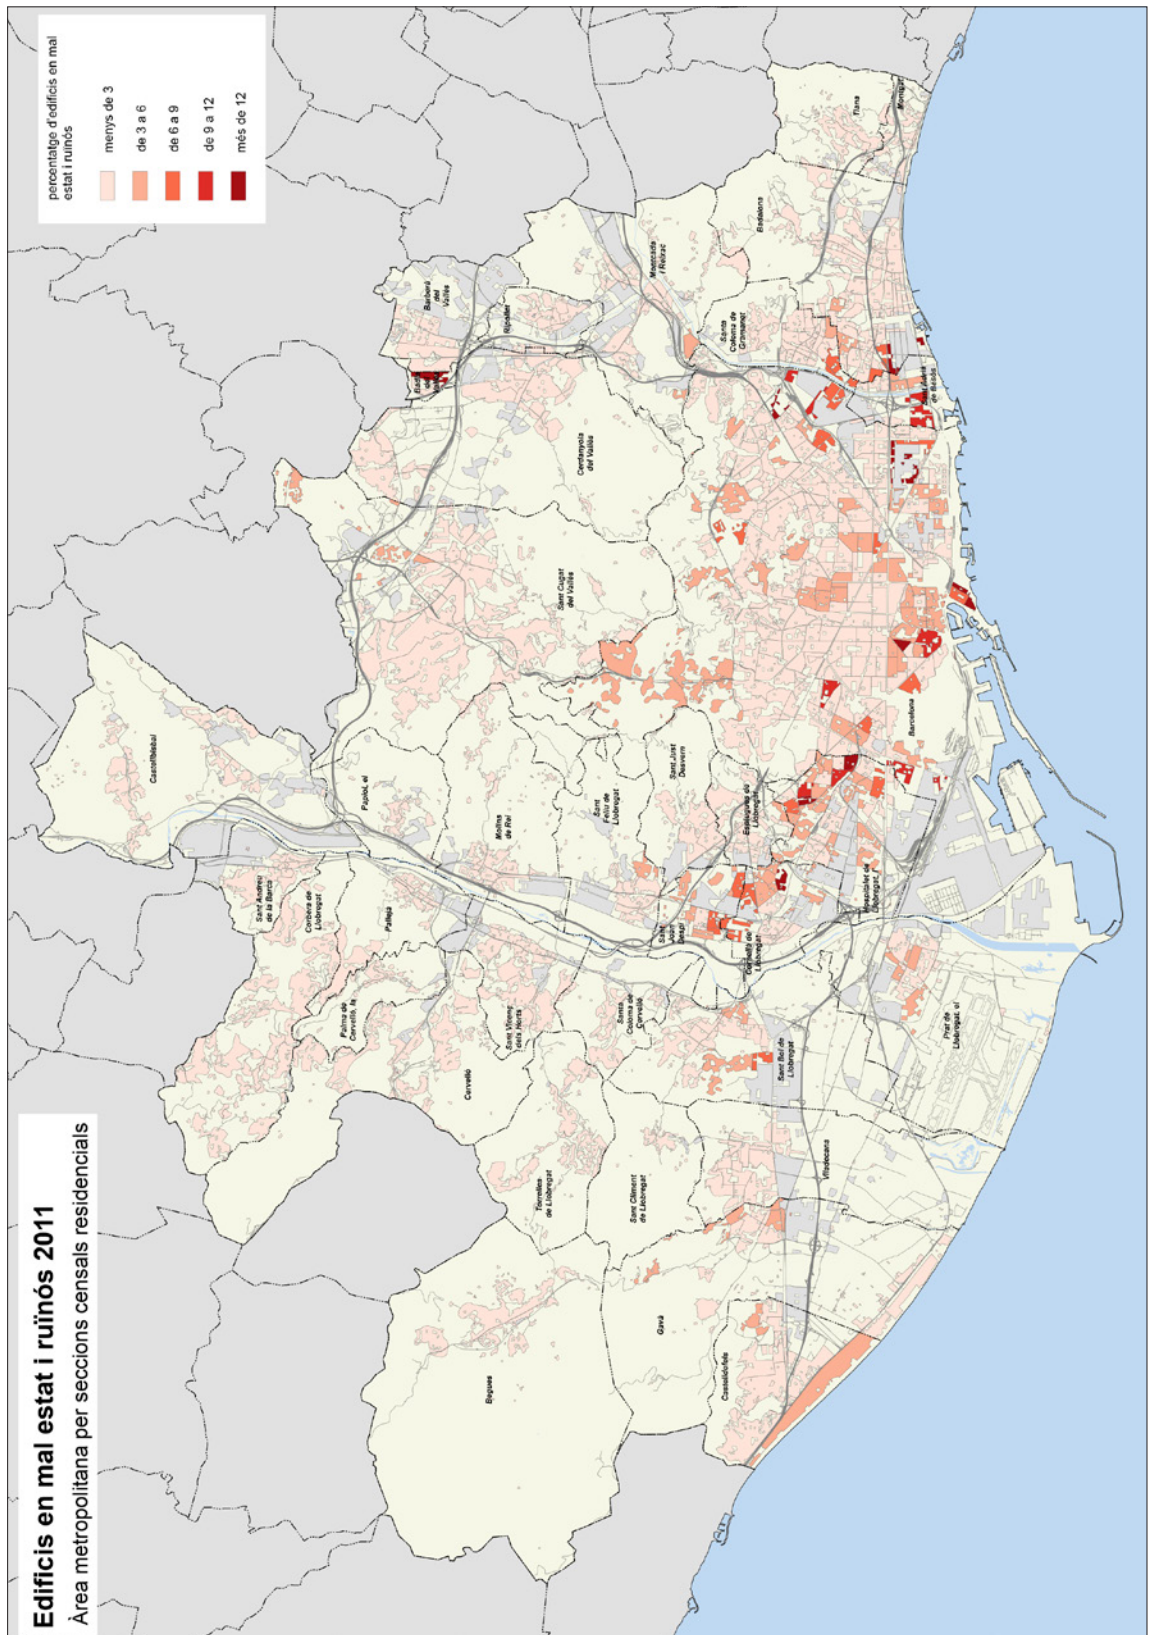 Edificis en mal estat i ruïnós 2011
Àrea metropolitana per seccions censals residencials
percentatge d'edificis en mal
estat i ruïnós
menys de 3
de 3 a 6
de 6 a 9
de 9 a 12
més de 12
Castellbisbal
Sant Andreu
de la Barca
Corbera de
Llobregat
Pallejà
Palma de
Cervelló, la
Papiol, el
Cervelló
Sant Vicenç
dels Horts
Molins
de Rei
Sant
Feliu de
Llobregat
Sant Just
Desvern
Esplugues de
Llobregat
Sant
Joan
Despí
Cornellà de
Llobregat
Hospitalet de
Llobregat, l'
Santa
Coloma de
Cervelló
Sant Boi de
Llobregat
Prat de
Llobregat, el
Viladecans
Torrelles
de Llobregat
Sant Climent
de Llobregat
Begues
Gavà
Castelldefels
Sant Cugat
del Vallès
Cerdanyola
del Vallès
Badia
del
Vallès
Barberà
del
Vallès
Ripollet
Montcada
i Reixac
Santa
Coloma de
Gramanet
Badalona
Tiana
Montgat
Sant Adrià
de Besòs
Barcelona